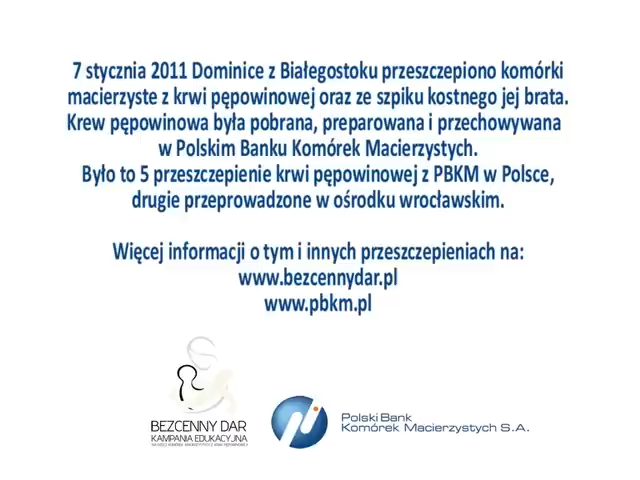 7 stycznia 2011 Dominice z Białegostoku przeszczepiono komórki
macierzyste z krwi pępowinowej oraz ze szpiku kostnego jej brata.
Krew pępowinowa była pobrana, preparowana i przechowywana
w Polskim Banku Komórek Macierzystych.
Było to 5 przeszczepienie krwi pępowinowej z PBKM w Polsce,
drugie przeprowadzone w ośrodku wrocławskim.
Więcej informacji o tym i innych przeszczepieniach na:
www.bezcennydar.pl
www.pbkm.pl
BEZCENNY DAR
KAMPANIA EDUKACYJNA
Polski Bank
Komórek Macierzystych S.A.